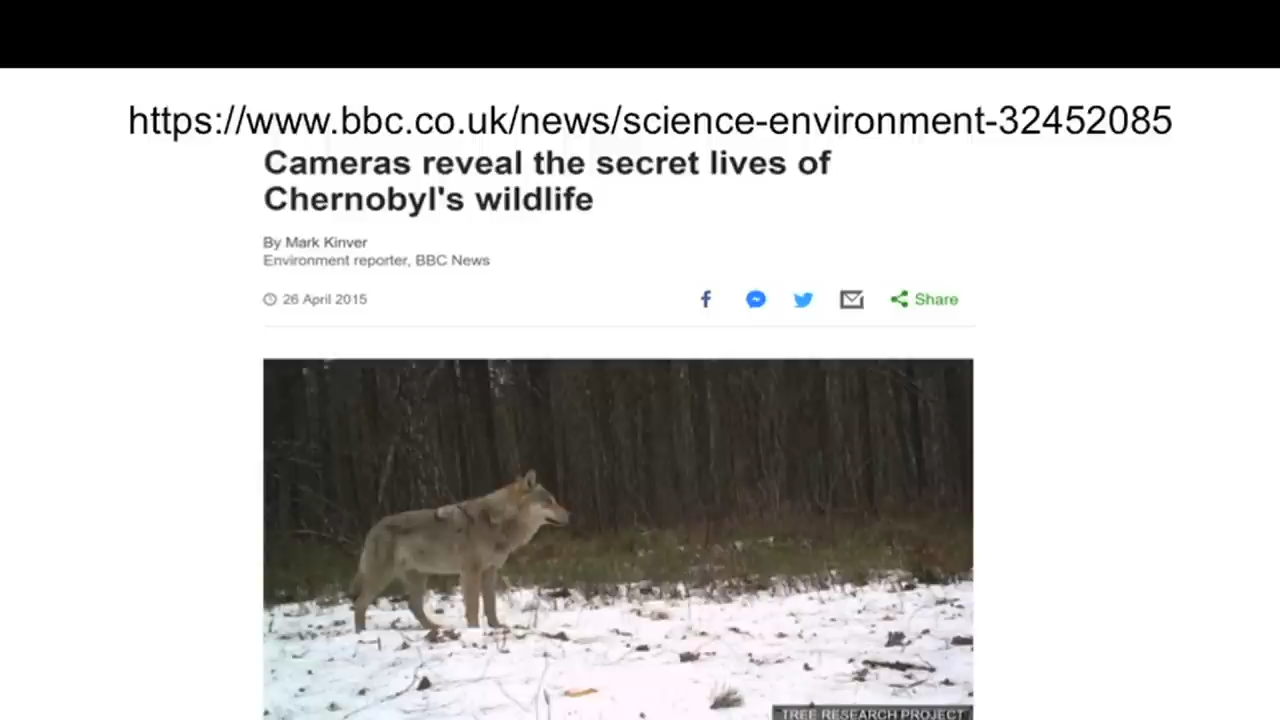 https://www.bbc.co.uk/news/science-environment-32452085
Cameras reveal the secret lives of
Chernobyl's wildlife
By Mark Kinver
Environment reporter, BBC News
26 April 2015
Share
TREE RESEARCH PROJECT